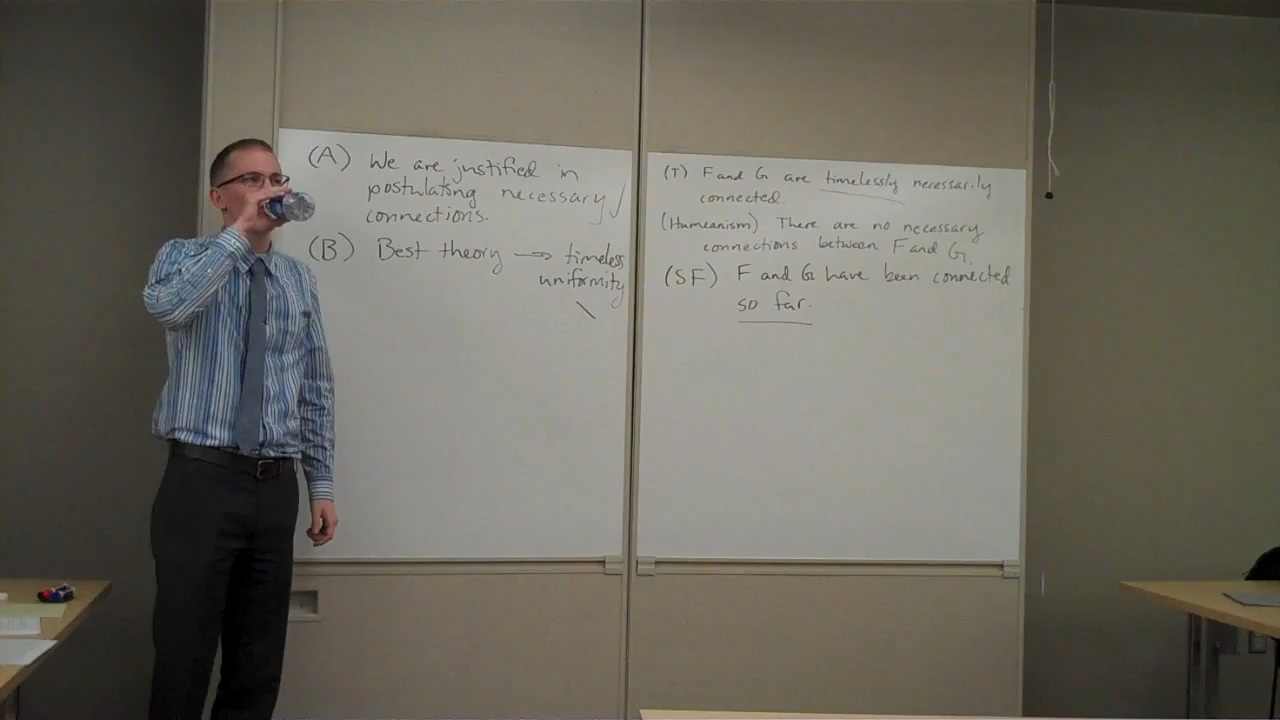 (A) We are justified in
postulating necessary
connections.
(B) Best theory → timeless
uniformity
(T) F and G are timelessly necessarily
connected.
(Humeanism) There are no necessary
connections between F and G.
(SF) F and G have been connected
so far.